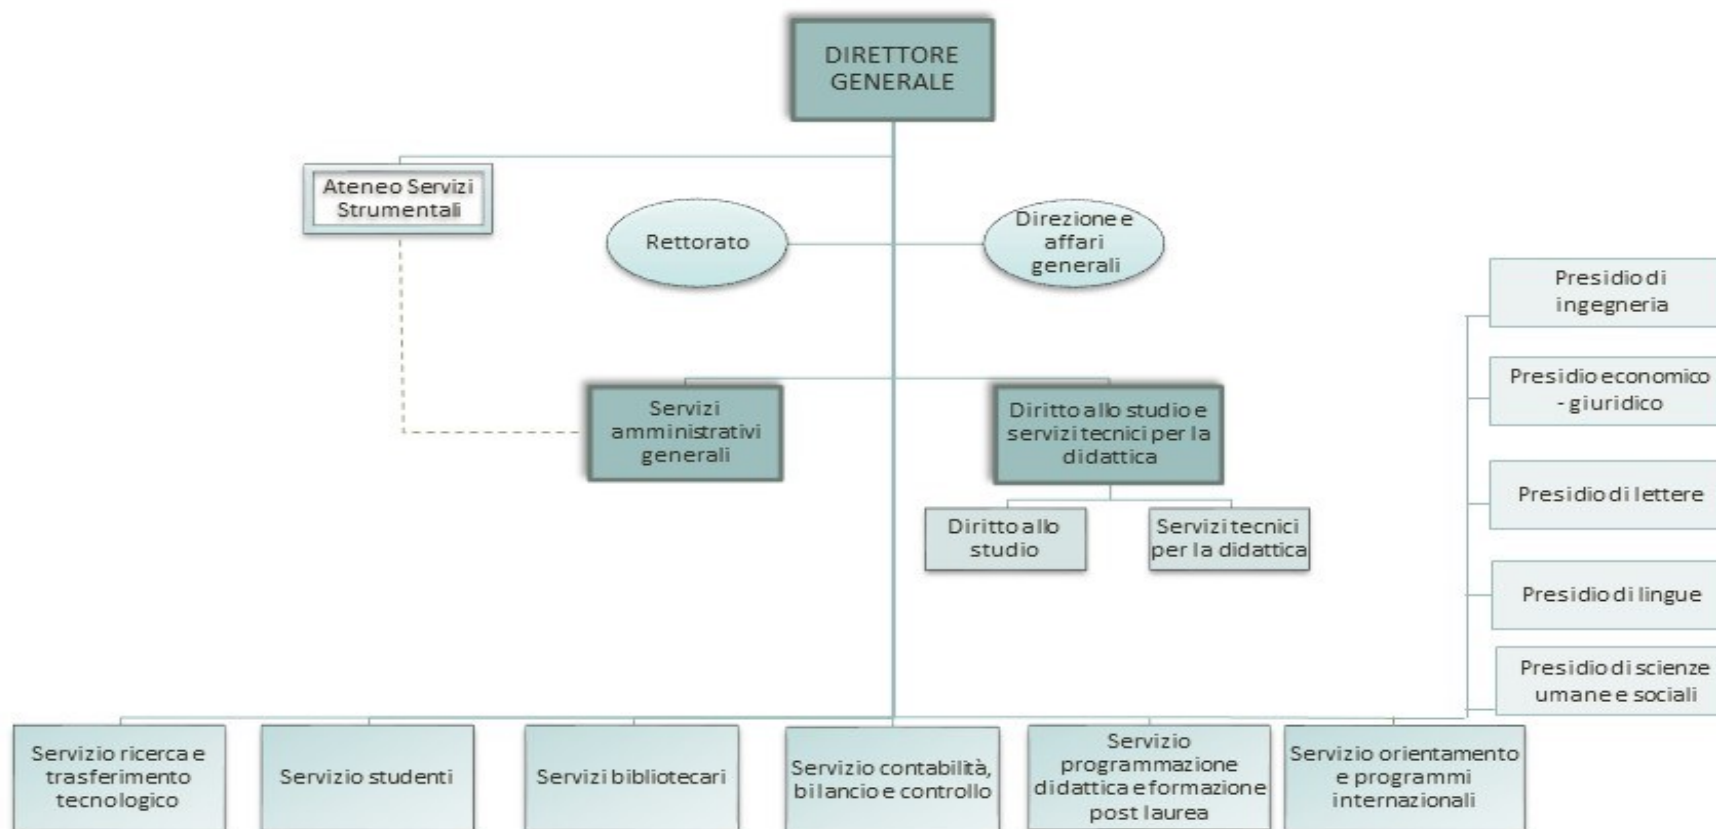 DIRETTORE
GENERALE
Ateneo Servizi
Strumentali
Rettorato
Direzione e
affari
generali
Presidio di
ingegneria
Presidio economico
- giuridico
Presidio di lettere
Presidio di lingue
Presidio di scienze
umane e sociali
Servizi
amministrativi
generali
Diritto allo studio e
servizi tecnici per la
didattica
Diritto allo
studio
Servizi tecnici
per la didattica
Servizio ricerca e
trasferimento
tecnologico
Servizio studenti
Servizi bibliotecari
Servizio contabilità,
bilancio e controllo
Servizio
programmazione
didattica e formazione
post laurea
Servizio orientamento
e programmi
internazionali